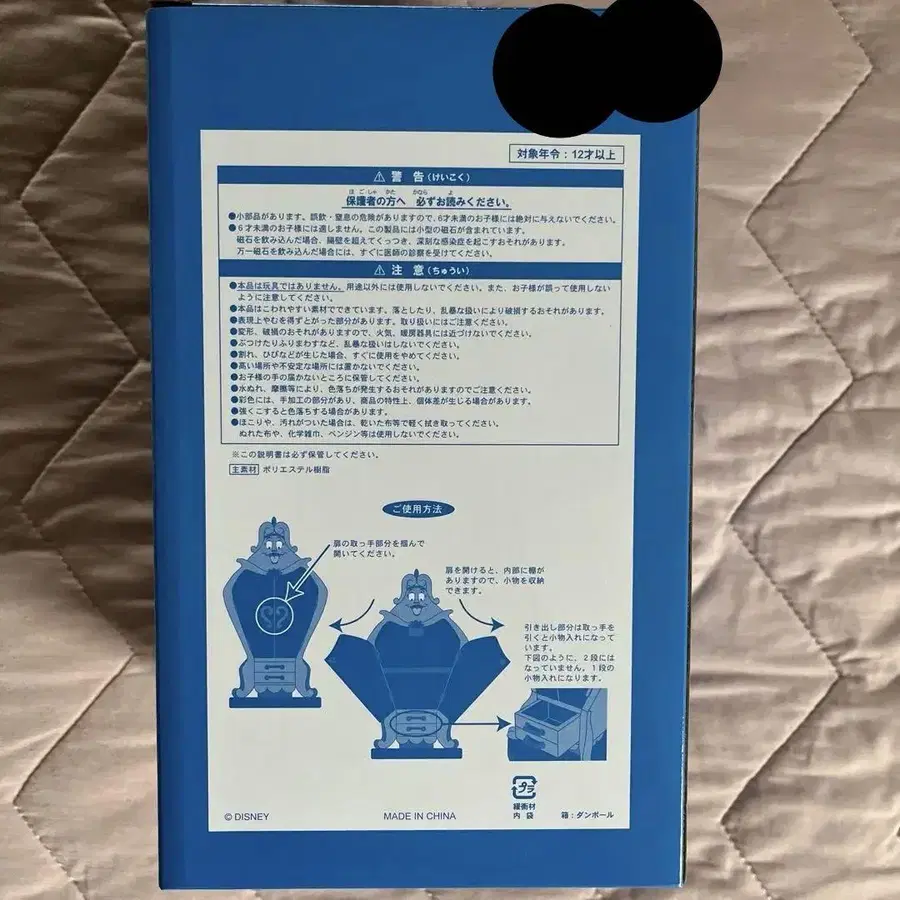 対象年令：12才以上
⚠ 警 告 (けいこく)
保護者の方へ 必ずお読みください。
●小部品があります。誤飲・窒息の危険がありますので、6才未満のお子様には絶対に与えないでください。
●6才未満のお子様には適しません。この製品には小型の磁石が含まれています。
磁石を飲み込んだ場合、腸壁を超えてくっつき、深刻な感染症を起こすおそれがあります。
万一磁石を飲み込んだ場合には、すぐに医師の診察を受けてください。
⚠ 注 意 (ちゅうい)
●本品は玩具ではありません。用途以外には使用しないでください。また、お子様が誤って使用しない
ように注意してください。
●本品はこわれやすい素材でできています。落としたり、乱暴な扱いにより破損するおそれがあります。
●表現上やむを得ずとがった部分があります。取り扱いにはご注意ください。
●変形、破損のおそれがありますので、火気、暖房器具には近づけないでください。
●ぶつけたりふりまわすなど、乱暴な扱いはしないでください。
●割れ、ひびなどが生じた場合、すぐに使用をやめてください。
●高い場所や不安定な場所には置かないでください。
●お子様の手の届かないところに保管してください。
●水ぬれ、摩擦等により、色落ちが発生するおそれがありますのでご注意ください。
●彩色には、手加工の部分があり、商品の特性上、個体差が生じる場合があります。
●強くこすると色落ちする場合があります。
●ほこりや、汚れがついた場合は、乾いた布等で軽く拭き取ってください。
ぬれた布や、化学雑巾、ベンジン等は使用しないでください。
※この説明書は必ず保管してください。
主素材 ポリエステル樹脂
ご使用方法
扉の取っ手部分を掴んで
開いてください。
扉を開けると、内部に棚が
ありますので、小物を収納
できます。
引き出し部分は取っ手を
引くと小物入れになって
います。
下図のように、2段には
なっていません。1段の
小物入れになります。
プラ
緩衝材
内 袋
箱：ダンボール
© DISNEY
MADE IN CHINA